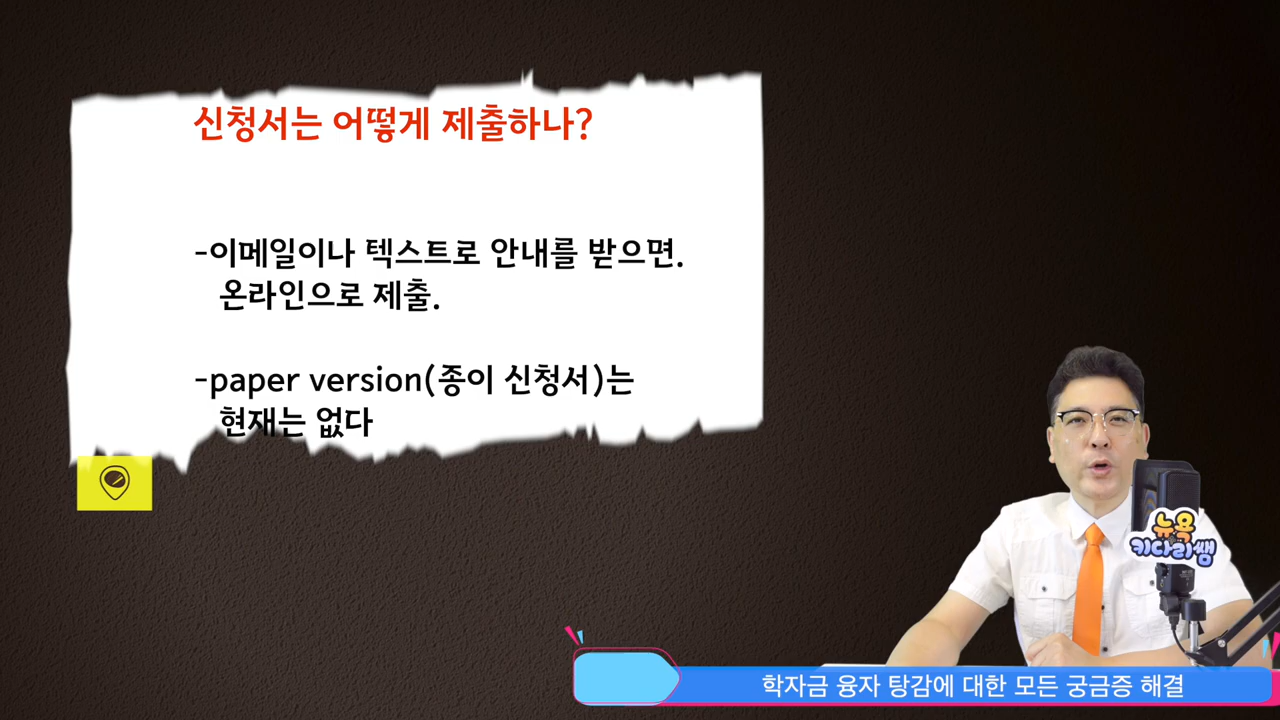 신청서는 어떻게 제출하나?
-이메일이나 텍스트로 안내를 받으면.
온라인으로 제출.
-paper version(종이 신청서)는
현재는 없다
뉴욕
키다리쌤
학자금 융자 탕감에 대한 모든 궁금증 해결